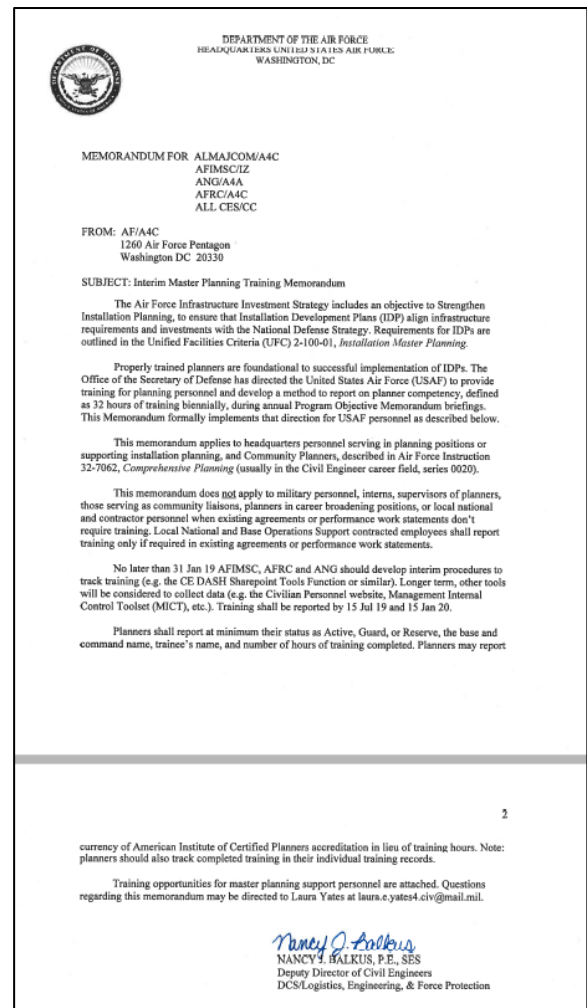 DEPARTMENT OF THE AIR FORCE
HEADQUARTERS UNITED STATES AIR FORCE
WASHINGTON, DC
MEMORANDUM FOR ALMAJCOM/A4C
AFIMSC/IZ
ANG/A4A
AFRC/A4C
ALL CES/CC
FROM: AF/A4C
1260 Air Force Pentagon
Washington DC 20330
SUBJECT: Interim Master Planning Training Memorandum
The Air Force Infrastructure Investment Strategy includes an objective to Strengthen
Installation Planning, to ensure that Installation Development Plans (IDP) align infrastructure
requirements and investments with the National Defense Strategy. Requirements for IDPs are
outlined in the Unified Facilities Criteria (UFC) 2-100-01, Installation Master Planning.
Properly trained planners are foundational to successful implementation of IDPs. The
Office of the Secretary of Defense has directed the United States Air Force (USAF) to provide
training for planning personnel and develop a method to report on planner competency, defined
as 32 hours of training biennially, during annual Program Objective Memorandum briefings.
This Memorandum formally implements that direction for USAF personnel as described below.
This memorandum applies to headquarters personnel serving in planning positions or
supporting installation planning, and Community Planners, described in Air Force Instruction
32-7062, Comprehensive Planning (usually in the Civil Engineer career field, series 0020).
This memorandum does not apply to military personnel, interns, supervisors of planners,
those serving as community liaisons, planners in career broadening positions, or local national
and contractor personnel when existing agreements or performance work statements don't
require training. Local National and Base Operations Support contracted employees shall report
training only if required in existing agreements or performance work statements.
No later than 31 Jan 19 AFIMSC, AFRC and ANG should develop interim procedures to
track training (e.g. the CE DASH Sharepoint Tools Function or similar). Longer term, other tools
will be considered to collect data (e.g. the Civilian Personnel website, Management Internal
Control Toolset (MICT), etc.). Training shall be reported by 15 Jul 19 and 15 Jan 20.
Planners shall report at minimum their status as Active, Guard, or Reserve, the base and
command name, trainee's name, and number of hours of training completed. Planners may report
2
currency of American Institute of Certified Planners accreditation in lieu of training hours. Note:
planners should also track completed training in their individual training records.
Training opportunities for master planning support personnel are attached. Questions
regarding this memorandum may be directed to Laura Yates at laura.e.yates4.civ@mail.mil.
Nancy J. Balkus
NANCY J. BALKUS, P.E., SES
Deputy Director of Civil Engineers
DCS/Logistics, Engineering, & Force Protection